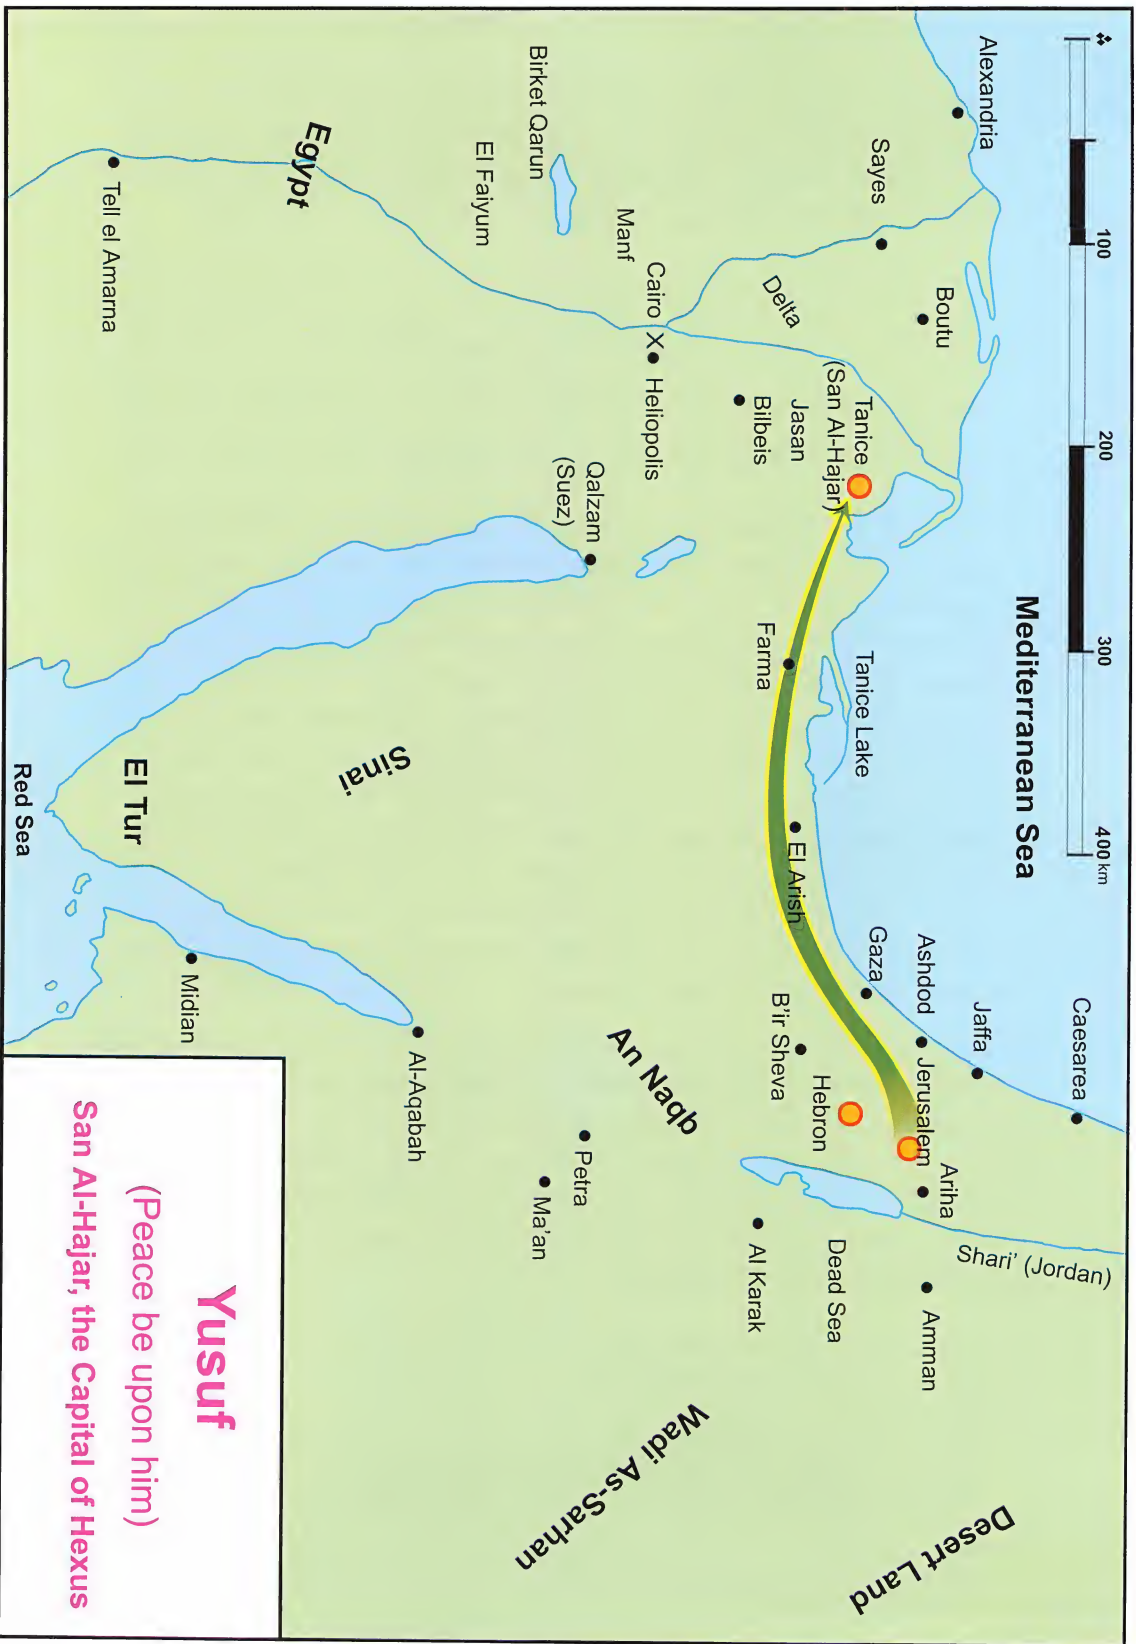 Alexandria
100
200
300
400 km
Mediterranean Sea
Caesarea
Jaffa
Ashdod
Gaza
Jerusalem
Ariha
Shari' (Jordan)
Amman
Desert Land
Sayes
Boutu
Delta
Tanice
(San Al-Hajar)
Jasan
Bilbeis
Tanice Lake
Farma
El Arish
B'ir Sheva
Hebron
Dead Sea
Al Karak
Wadi As-Sarhan
Birket Qarun
El Faiyum
Manf
Cairo X
Heliopolis
Qalzam
(Suez)
Sinai
An Naqb
Petra
Ma'an
Al-Aqabah
Egypt
Tell el Amarna
El Tur
Midian
Red Sea
Yusuf
(Peace be upon him)
San Al-Hajar, the Capital of Hexus